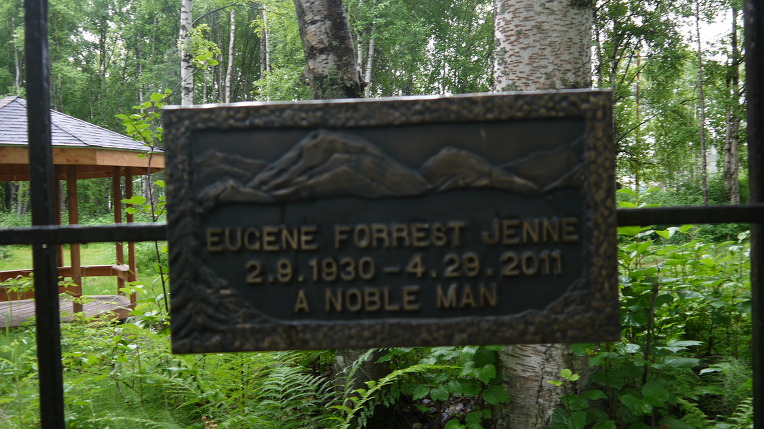 EUGENE FORREST JENNE
2.9.1930 - 4.29.2011
A NOBLE MAN